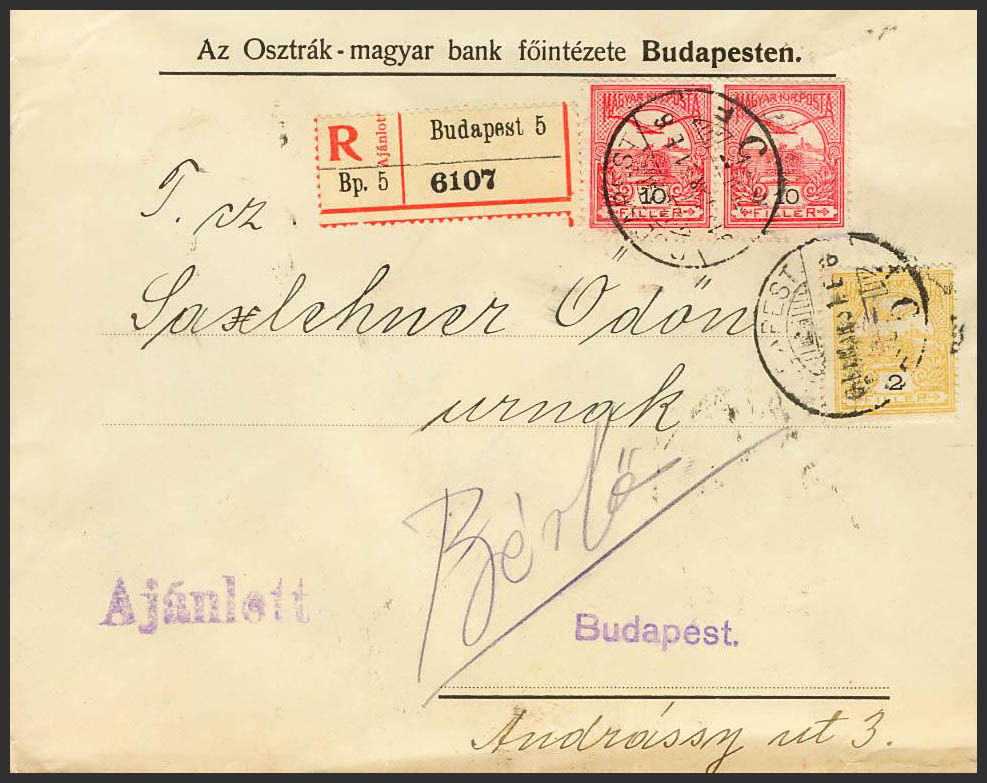 Az Osztrák-magyar bank főintézete Budapesten.
R Ajánlott Budapest 5
Bp. 5 6107
MAGYAR KIR. POSTA
10
FILLÉR
MAGYAR KIR. POSTA
10
FILLÉR
T. cz
Saxlehner Ödön
urnak
2
FILLÉR
Bérlő
Ajánlott
Budapest.
Andrássy ut 3.